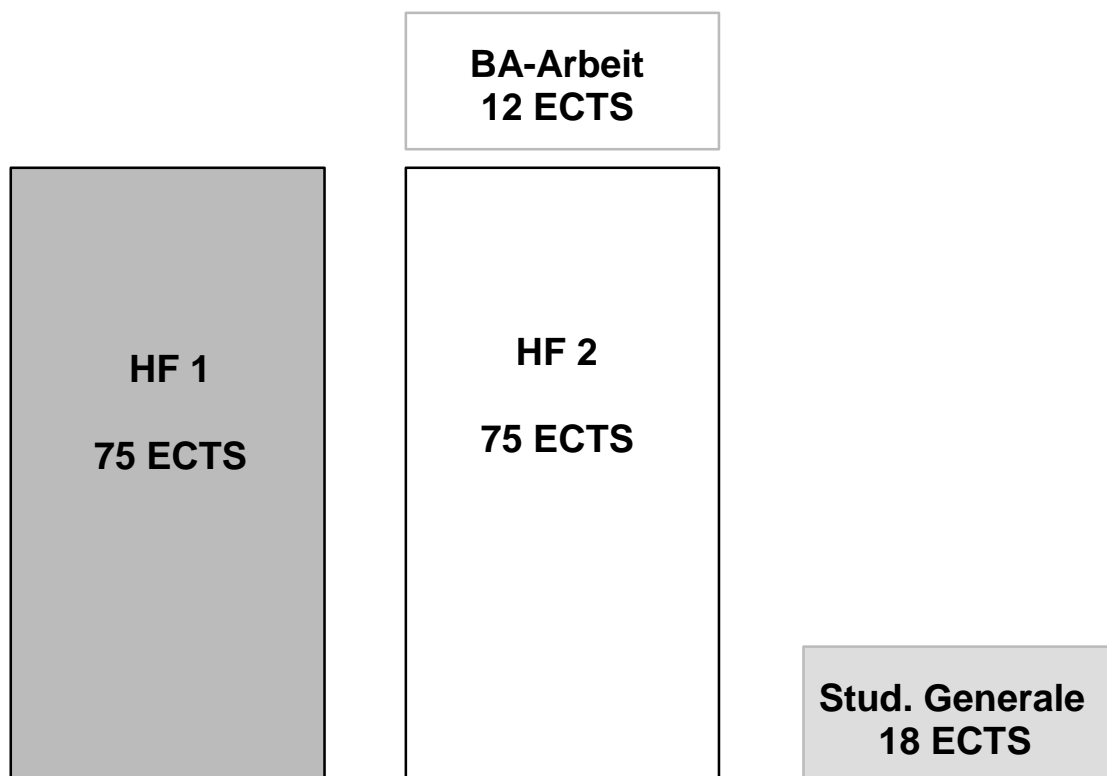 BA-Arbeit
12 ECTS
HF 1
75 ECTS
HF 2
75 ECTS
Stud. Generale
18 ECTS